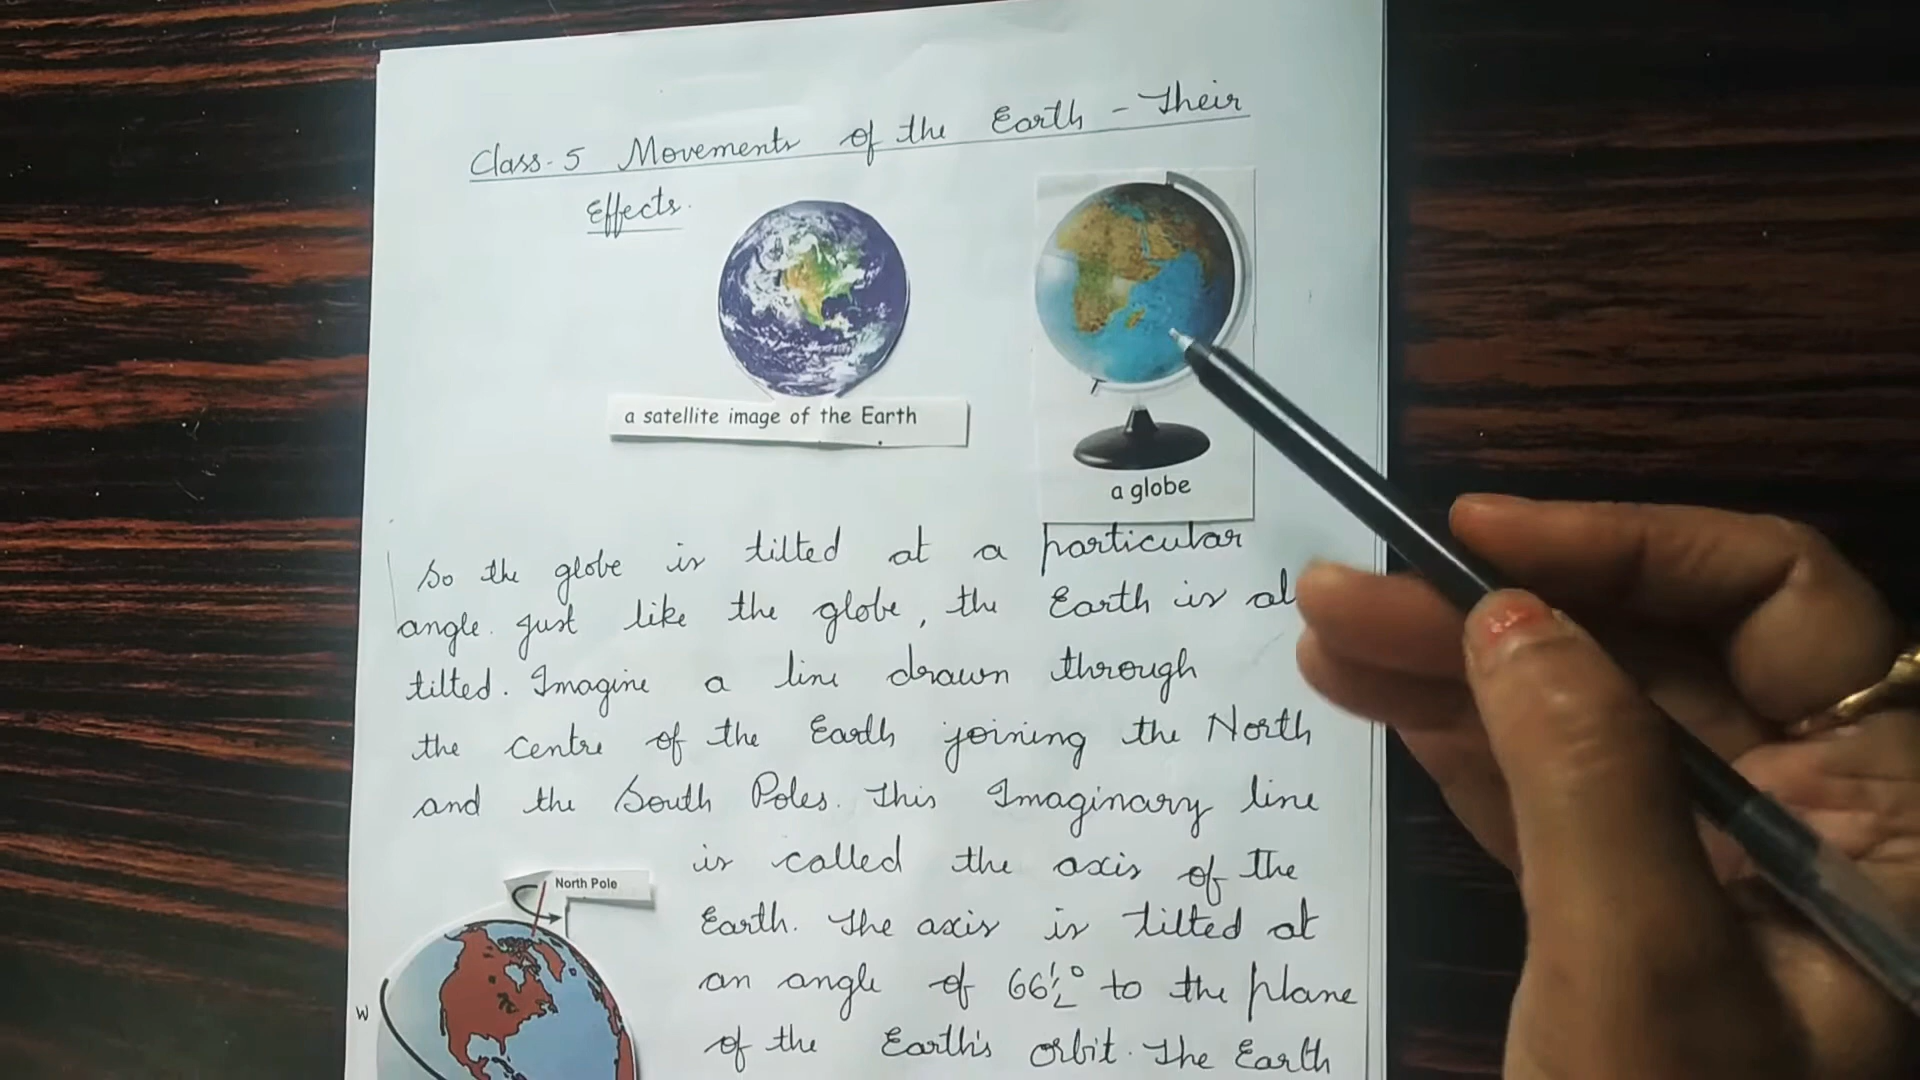 Class-5 Movements of the Earth - Their
Effects.
a satellite image of the Earth
a globe
So the globe is tilted at a particular
angle. Just like the globe, the Earth is al
tilted. Imagine a line drawn through
the centre of the Earth joining the North
and the South Poles. This Imaginary line
is called the axis of the
North Pole
Earth. The axis is tilted at
an angle of 66½° to the plane
W
of the Earth's orbit. The Earth